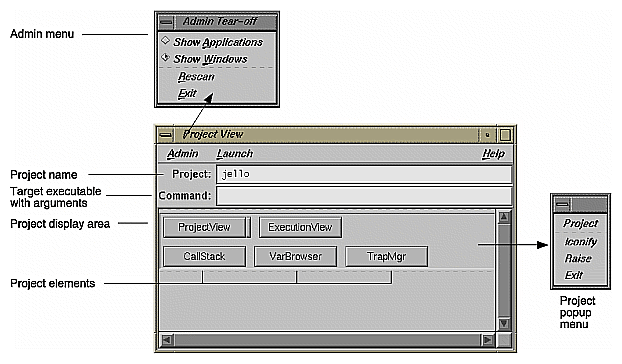 Admin Tear-off
Admin menu
Show Applications
Show Windows
Rescan
Exit
Project View
Admin Launch Help
Project name
Project: jello
Target executable
with arguments
Command:
Project display area
ProjectView ExecutionView
CallStack VarBrowser TrapMgr
Project elements
Project
Iconify
Raise
Exit
Project
popup
menu